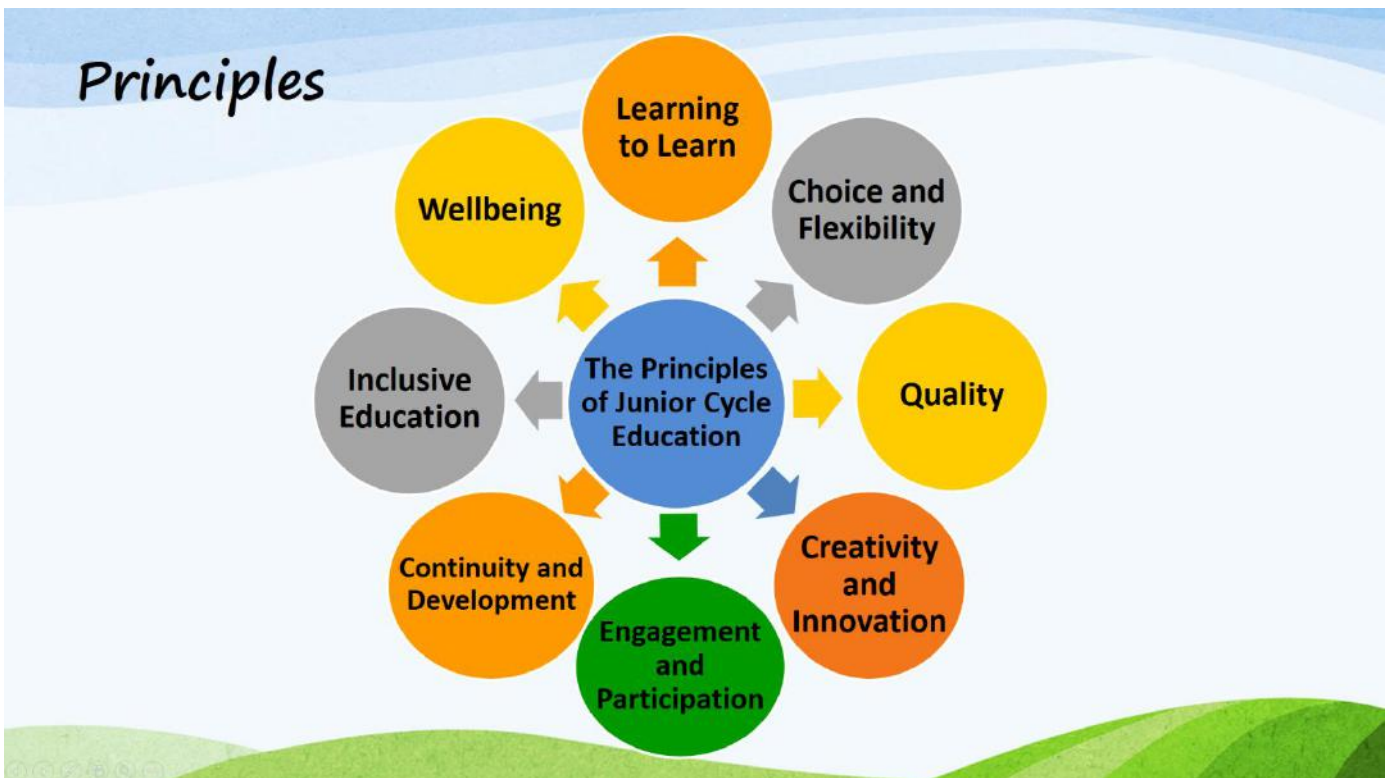 Principles
Learning
to Learn
Choice and
Flexibility
Quality
Creativity
and
Innovation
Engagement
and
Participation
Continuity and
Development
Inclusive
Education
Wellbeing
The Principles
of Junior Cycle
Education